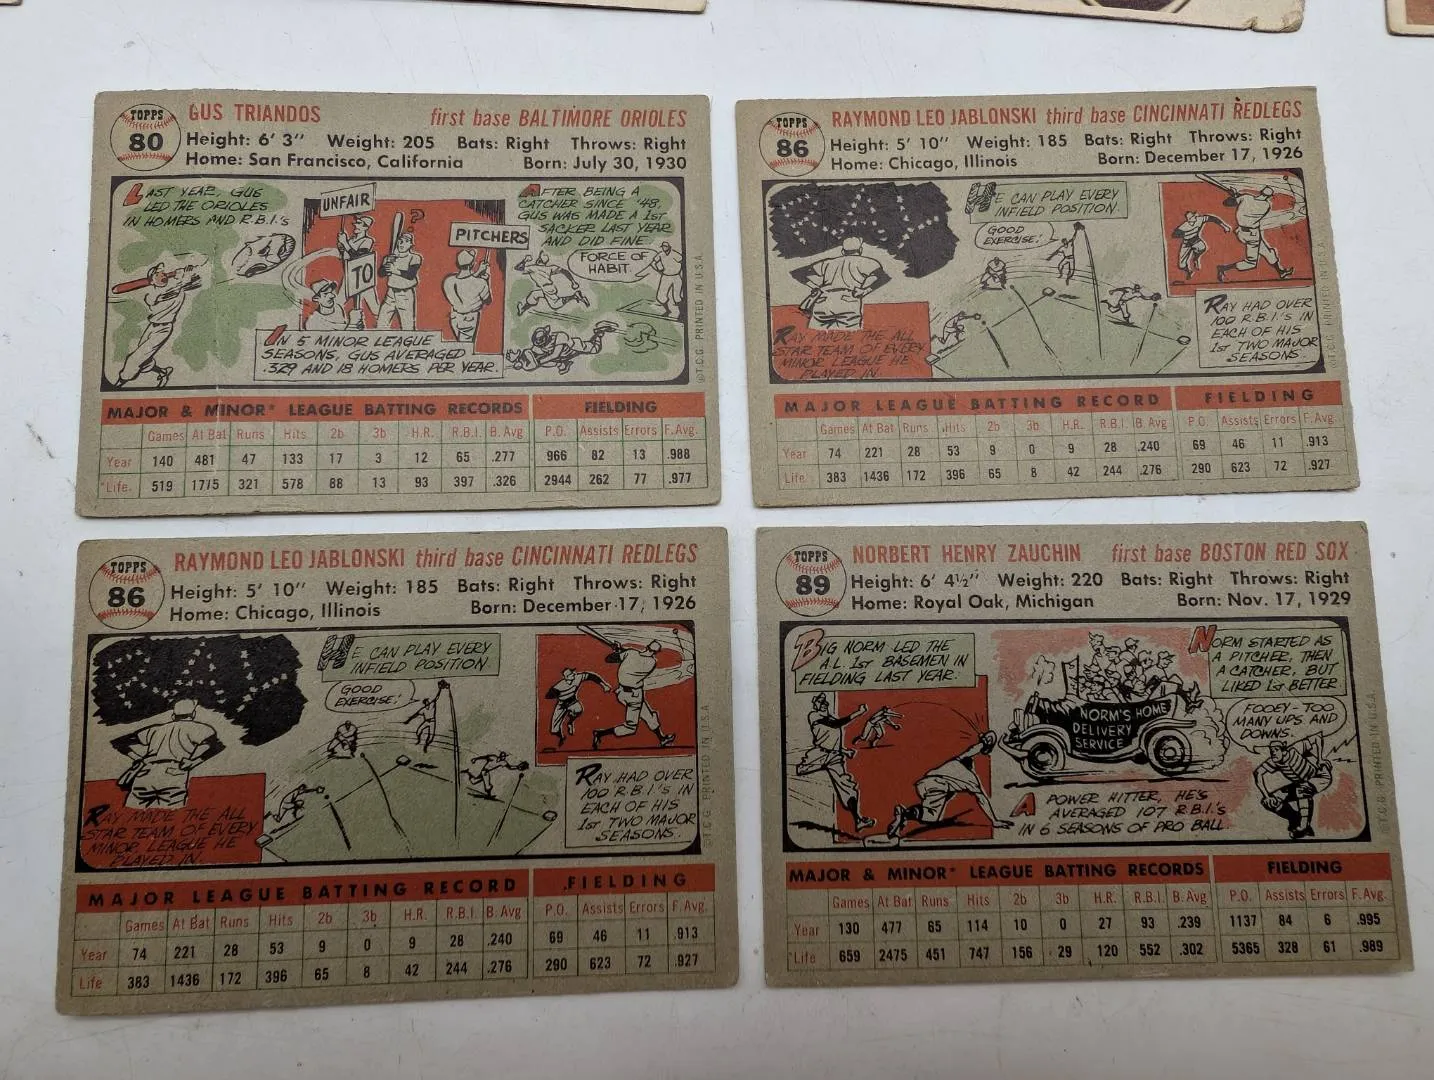 TOPPS
80
GUS TRIANDOS first base BALTIMORE ORIOLES
Height: 6' 3" Weight: 205 Bats: Right Throws: Right
Home: San Francisco, California Born: July 30, 1930
LAST YEAR, GUS
LED THE ORIOLES
IN HOMERS AND R.B.I.'s
UNFAIR
TO
PITCHERS
?
AFTER BEING A
CATCHER SINCE '48,
GUS WAS MADE A 1st
SACKER LAST YEAR
AND DID FINE.
FORCE OF
HABIT.
IN 5 MINOR LEAGUE
SEASONS, GUS AVERAGED
.329 AND 18 HOMERS PER YEAR.
©T.C.G. PRINTED IN U.S.A.
MAJOR & MINOR* LEAGUE BATTING RECORDS FIELDING
Games At Bat Runs Hits 2b 3b H.R. R.B.I. B. Avg P.O. Assists Errors F. Avg.
Year 140 481 47 133 17 3 12 65 .277 966 82 13 .988
*Life. 519 1715 321 578 88 13 93 397 .326 2944 262 77 .977
TOPPS
86
RAYMOND LEO JABLONSKI third base CINCINNATI REDLEGS
Height: 5' 10" Weight: 185 Bats: Right Throws: Right
Home: Chicago, Illinois Born: December 17, 1926
RAY MADE THE ALL
STAR TEAM OF EVERY
MINOR LEAGUE HE
PLAYED IN.
HE CAN PLAY EVERY
INFIELD POSITION.
GOOD
EXERCISE!
RAY HAD OVER
100 R.B.I.'s IN
EACH OF HIS
1st TWO MAJOR
SEASONS.
©T.C.G. PRINTED IN U.S.A.
MAJOR LEAGUE BATTING RECORD FIELDING
Games At Bat Runs Hits 2b 3b H.R. R.B.I. B. Avg P.O. Assists Errors F. Avg.
Year 74 221 28 53 9 0 9 28 .240 69 46 11 .913
Life 383 1436 172 396 65 8 42 244 .276 290 623 72 .927
TOPPS
86
RAYMOND LEO JABLONSKI third base CINCINNATI REDLEGS
Height: 5' 10" Weight: 185 Bats: Right Throws: Right
Home: Chicago, Illinois Born: December 17, 1926
RAY MADE THE ALL
STAR TEAM OF EVERY
MINOR LEAGUE HE
PLAYED IN.
HE CAN PLAY EVERY
INFIELD POSITION.
GOOD
EXERCISE!
RAY HAD OVER
100 R.B.I.'s IN
EACH OF HIS
1st TWO MAJOR
SEASONS.
©T.C.G. PRINTED IN U.S.A.
MAJOR LEAGUE BATTING RECORD FIELDING
Games At Bat Runs Hits 2b 3b H.R. R.B.I. B. Avg P.O. Assists Errors F. Avg.
Year 74 221 28 53 9 0 9 28 .240 69 46 11 .913
Life 383 1436 172 396 65 8 42 244 .276 290 623 72 .927
TOPPS
89
NORBERT HENRY ZAUCHIN first base BOSTON RED SOX
Height: 6' 4½" Weight: 220 Bats: Right Throws: Right
Home: Royal Oak, Michigan Born: Nov. 17, 1929
BIG NORM LED THE
A.L. 1st BASEMEN IN
FIELDING LAST YEAR.
NORM'S HOME
DELIVERY
SERVICE
A POWER HITTER, HE'S
AVERAGED 107 R.B.I.'s
IN 6 SEASONS OF PRO BALL
NORM STARTED AS
A PITCHER, THEN
A CATCHER, BUT
LIKED 1st BETTER.
FOOEY-TOO
MANY UPS AND
DOWNS.
©T.C.G. PRINTED IN U.S.A.
MAJOR & MINOR* LEAGUE BATTING RECORDS FIELDING
Games At Bat Runs Hits 2b 3b H.R. R.B.I. B. Avg P.O. Assists Errors F. Avg.
Year 130 477 65 114 10 0 27 93 .239 1137 84 6 .995
*Life 659 2475 451 747 156 29 120 552 .302 5365 328 61 .989